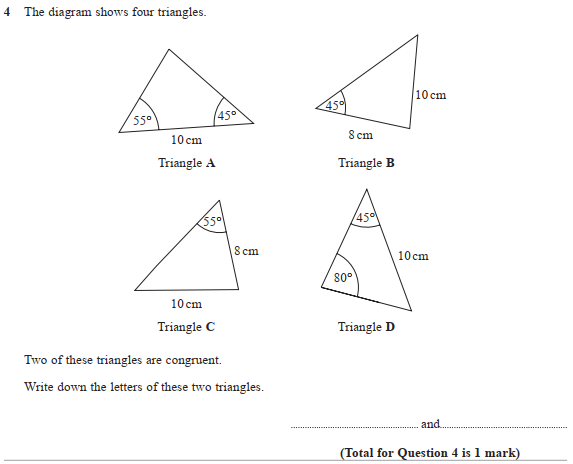 4 The diagram shows four triangles.
55°
45°
10 cm
Triangle A
45°
10 cm
8 cm
Triangle B
55°
8 cm
10 cm
Triangle C
45°
10 cm
80°
Triangle D
Two of these triangles are congruent.
Write down the letters of these two triangles.
.......................................... and..........................................
(Total for Question 4 is 1 mark)